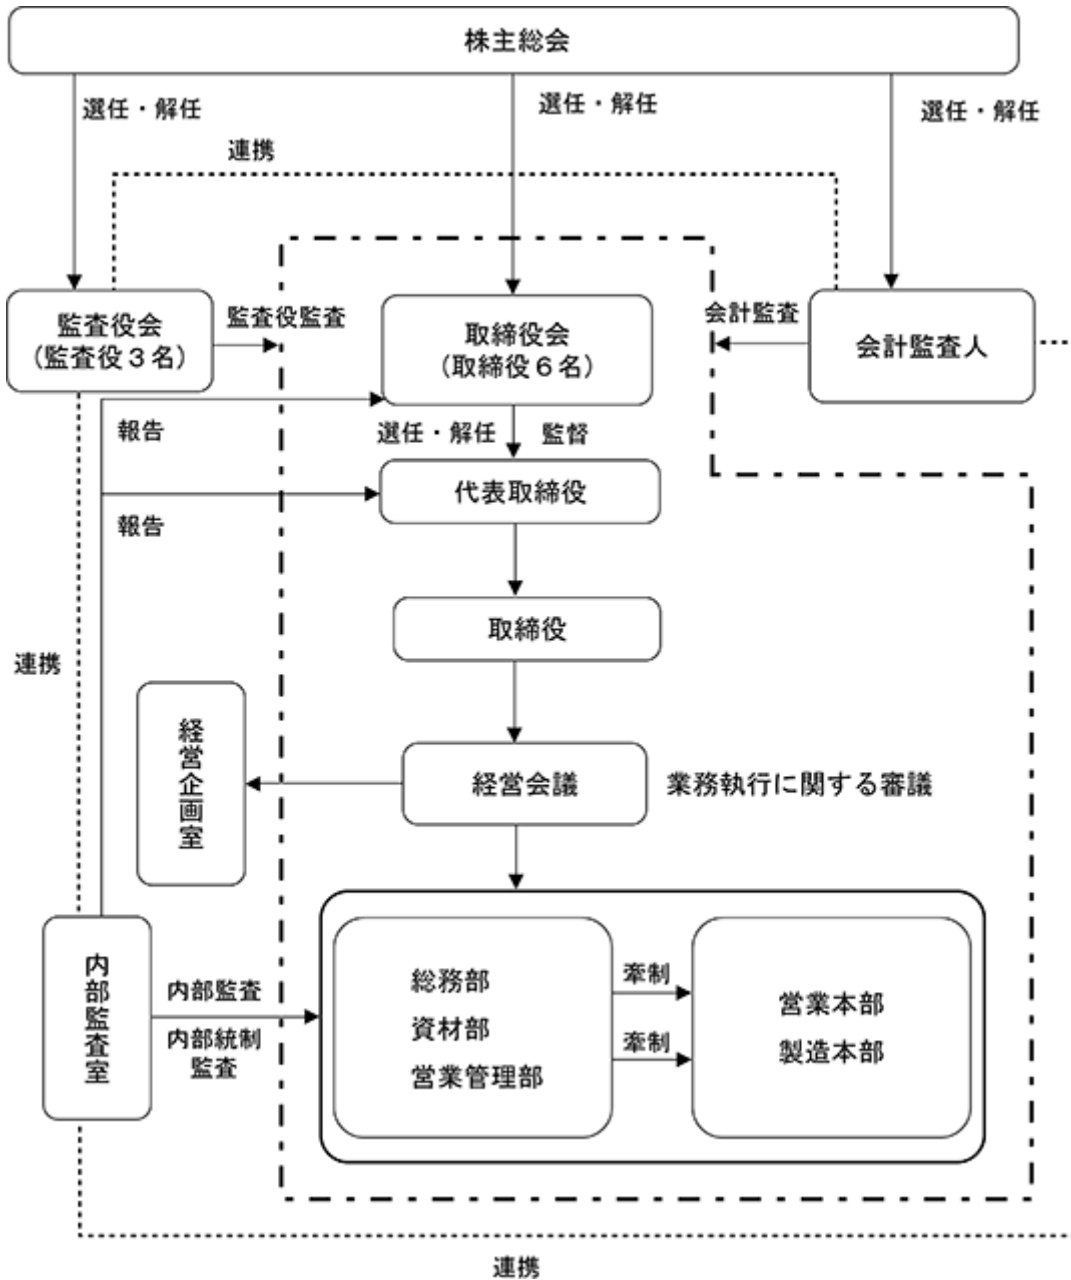 株主総会
選任・解任
選任・解任
選任・解任
連携
監査役会
(監査役3名)
監査役監査
取締役会
(取締役6名)
会計監査
会計監査人
報告
選任・解任
監督
代表取締役
報告
取締役
連携
経営企画室
経営会議
業務執行に関する審議
内部監査室
内部監査
内部統制
監査
総務部
資材部
営業管理部
牽制
牽制
営業本部
製造本部
連携